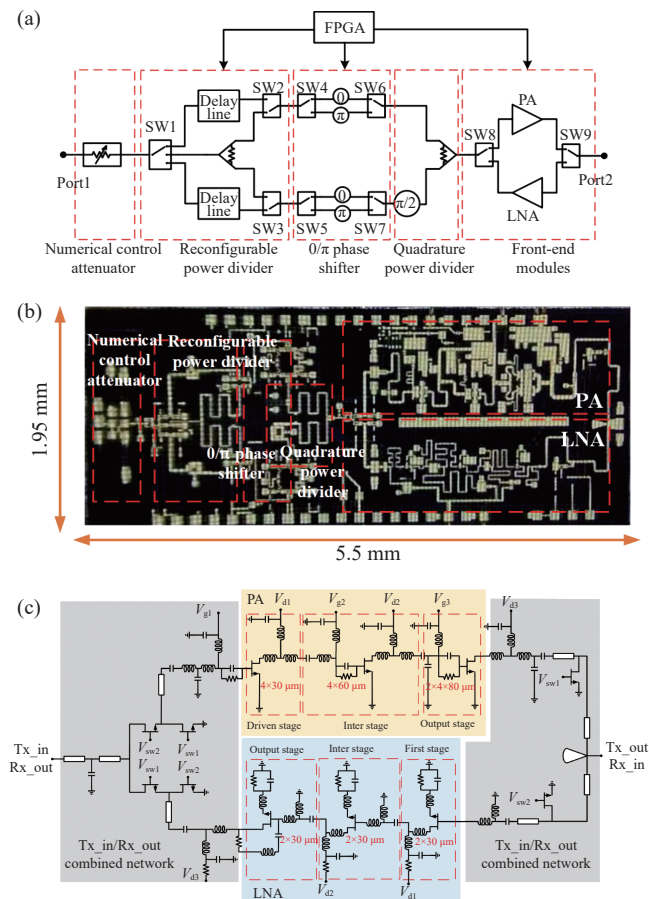 (a)
FPGA
SW2 SW4 SW6
PA
Delay
line
0
π
SW1
SW8 SW9
Port1
Port2
Delay
line
0
π
π/2
LNA
SW3 SW5 SW7
Numerical control
attenuator
Reconfigurable
power divider
0/π phase
shifter
Quadrature
power divider
Front-end
modules
(b)
1.95 mm
Numerical
control
attenuator
Reconfigurable
power divider
0/π phase
shifter
Quadrature
power
divider
PA
LNA
5.5 mm
(c)
Vg1
PA
Vd1
Vg2
Vd2
Vg3
Vd3
4×30 μm
4×60 μm
2×4×80 μm
Vsw1
Driven stage
Inter stage
Output stage
Vsw2
Vsw1
Tx_in
Rx_out
Vsw1
Vsw2
Tx_out
Rx_in
Output stage
Inter stage
First stage
Vsw2
2×30 μm
2×30 μm
2×30 μm
Tx_in/Rx_out
combined network
Vd3
LNA
Vd2
Vd1
Tx_in/Rx_out
combined network